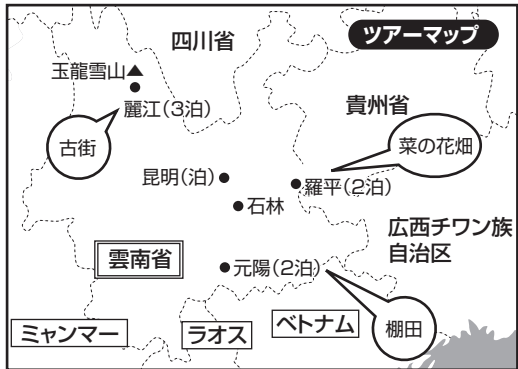 四川省
ツアーマップ
玉龍雪山▲
麗江(3泊)
貴州省
古街
菜の花畑
昆明(泊)
羅平(2泊)
石林
広西チワン族
自治区
雲南省
元陽(2泊)
ミャンマー
ラオス
ベトナム
棚田